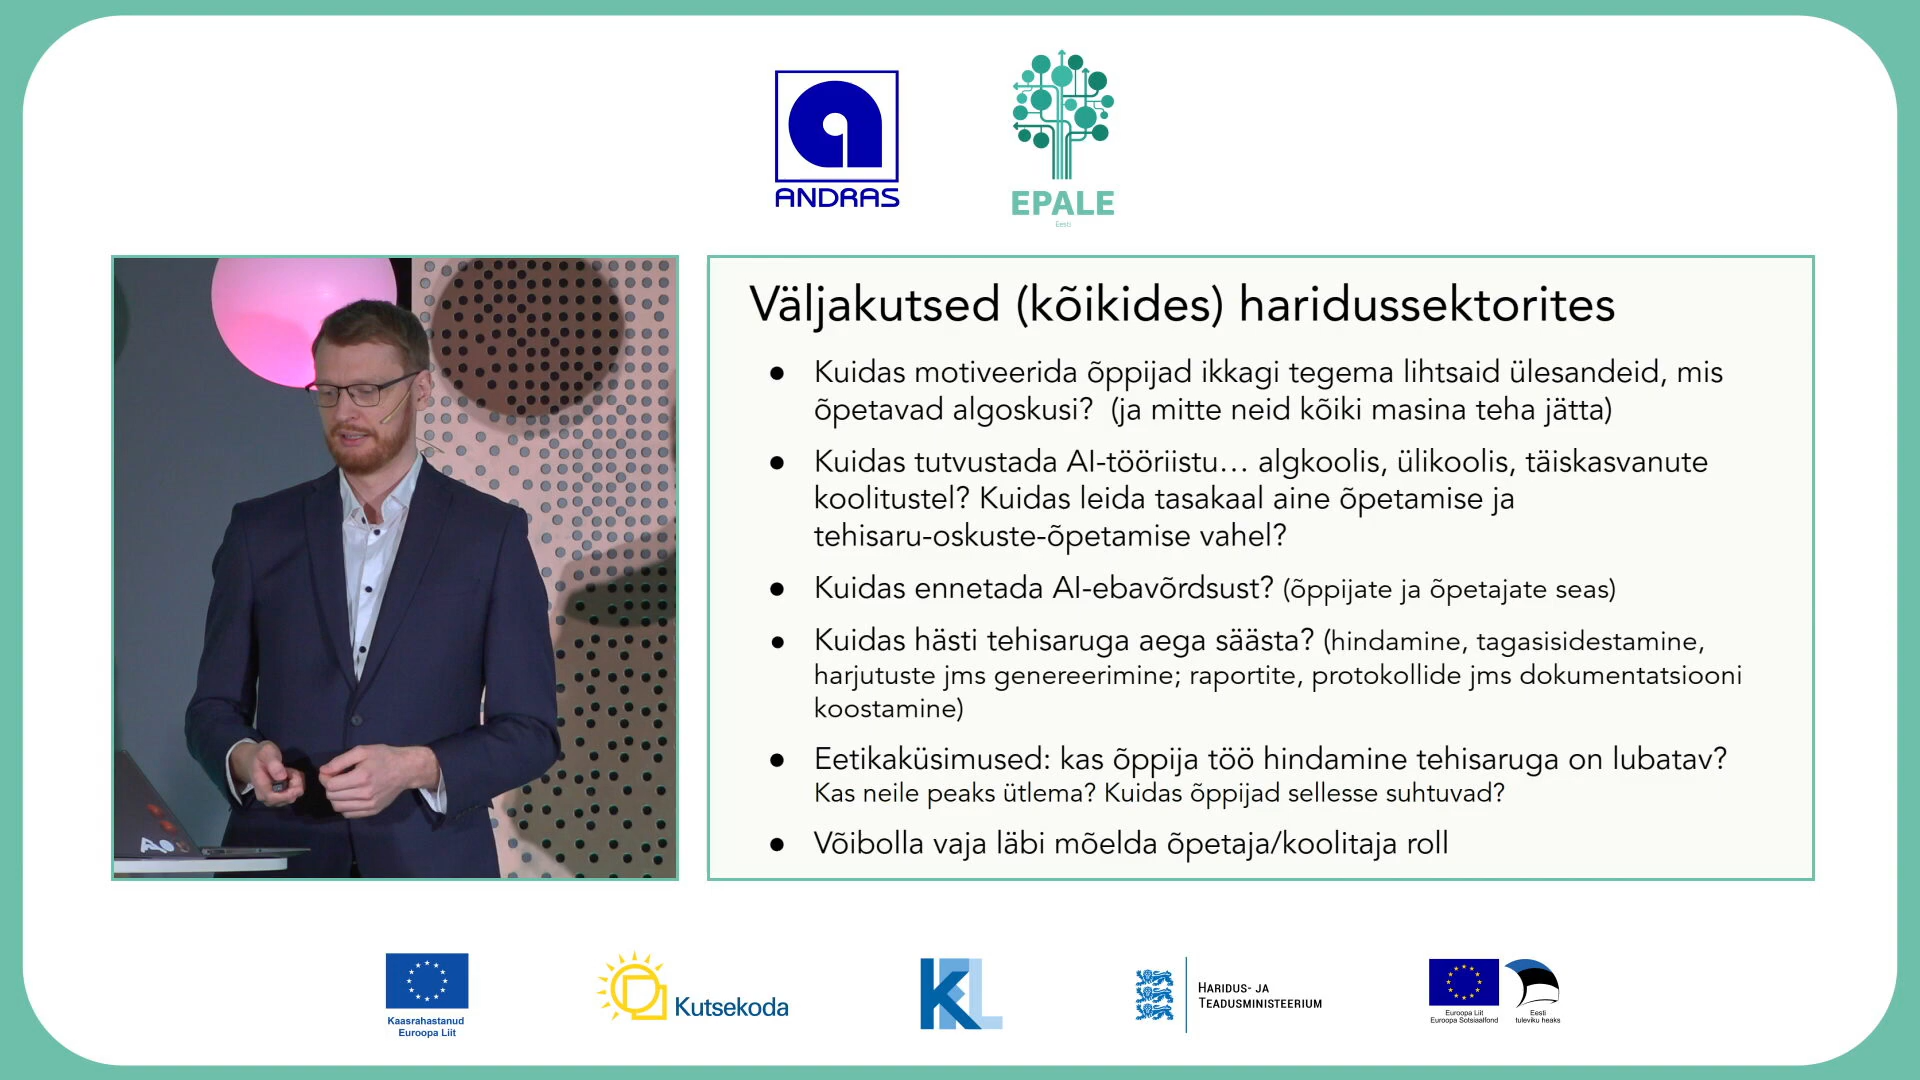 ANDRAS
EPALE
Eesti
Väljakutsed (kõikides) haridussektorites
● Kuidas motiveerida õppijad ikkagi tegema lihtsaid ülesandeid, mis
õpetavad algoskusi?  (ja mitte neid kõiki masina teha jätta)
● Kuidas tutvustada AI-tööriistu… algkoolis, ülikoolis, täiskasvanute
koolitustel? Kuidas leida tasakaal aine õpetamise ja
tehisaru-oskuste-õpetamise vahel?
● Kuidas ennetada AI-ebavõrdsust? (õppijate ja õpetajate seas)
● Kuidas hästi tehisaruga aega säästa? (hindamine, tagasisidestamine,
harjutuste jms genereerimine; raportite, protokollide jms dokumentatsiooni
koostamine)
● Eetikaküsimused: kas õppija töö hindamine tehisaruga on lubatav?
Kas neile peaks ütlema? Kuidas õppijad sellesse suhtuvad?
● Võibolla vaja läbi mõelda õpetaja/koolitaja roll
Kaasrahastanud
Euroopa Liit
Kutsekoda
KEL
HARIDUS- JA
TEADUSMINISTEERIUM
Euroopa Liit
Euroopa Sotsiaalfond
Eesti
tuleviku heaks